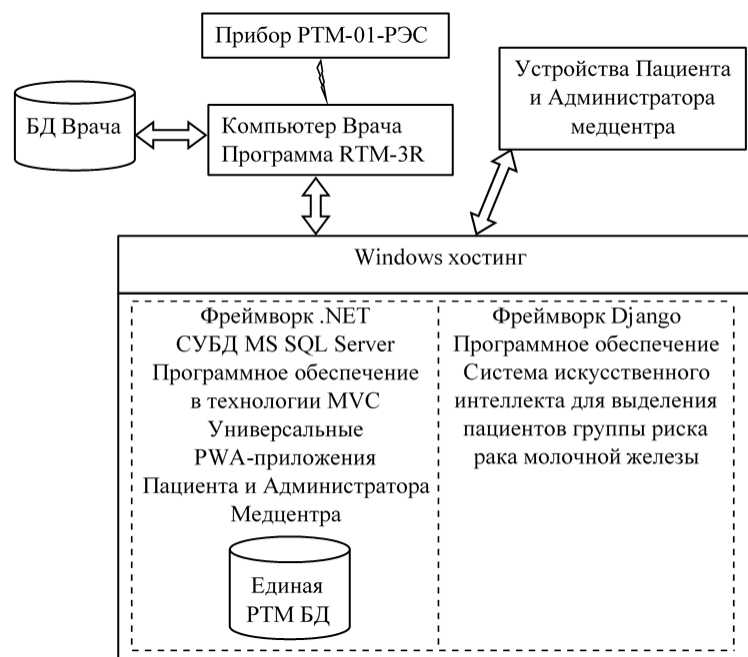 Прибор РТМ-01-РЭС
Устройства Пациента
и Администратора
медцентра
БД Врача
Компьютер Врача
Программа RTM-3R
Windows хостинг
Фреймворк .NET
СУБД MS SQL Server
Программное обеспечение
в технологии MVC
Универсальные
PWA-приложения
Пациента и Администратора
Медцентра
Единая
РТМ БД
Фреймворк Django
Программное обеспечение
Система искусственного
интеллекта для выделения
пациентов группы риска
рака молочной железы